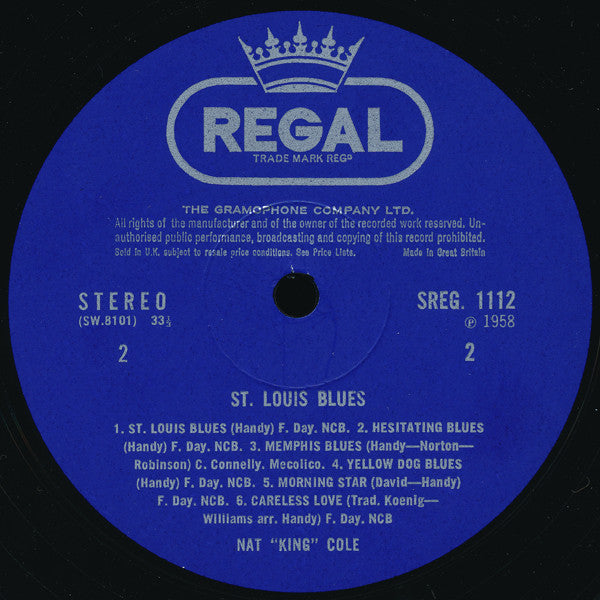 REGAL
TRADE MARK REGD
THE GRAMOPHONE COMPANY LTD.
All rights of the manufacturer and of the owner of the recorded work reserved. Un-
authorised public performance, broadcasting and copying of this record prohibited.
Sold in U.K. subject to resale price conditions. See Price Lists. Made in Great Britain
STEREO SREG. 1112
(SW.8101) 33⅓ ℗ 1958
2 2
ST. LOUIS BLUES
1. ST. LOUIS BLUES (Handy) F. Day. NCB. 2. HESITATING BLUES
(Handy) F. Day. NCB. 3. MEMPHIS BLUES (Handy—Norton—
Robinson) C. Connelly. Mecolico. 4. YELLOW DOG BLUES
(Handy) F. Day. NCB. 5. MORNING STAR (David—Handy)
F. Day. NCB. 6. CARELESS LOVE (Trad. Koenig—
Williams arr. Handy) F. Day. NCB
NAT "KING" COLE